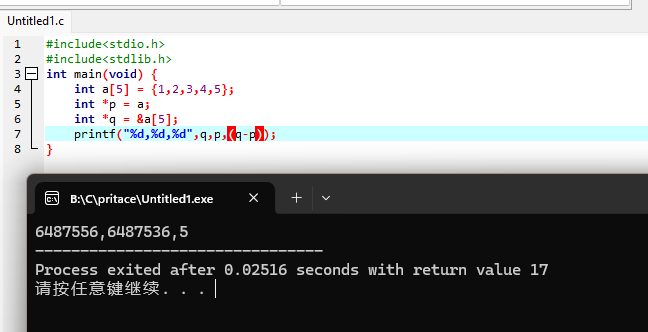 Untitled1.c
1 #include<stdio.h>
2 #include<stdlib.h>
3 int main(void) {
4 int a[5] = {1,2,3,4,5};
5 int *p = a;
6 int *q = &a[5];
7 printf("%d,%d,%d",q,p,(q-p));
8 }
B:\C\pritace\Untitled1.exe
6487556,6487536,5
--------------------------------
Process exited after 0.02516 seconds with return value 17
请按任意键继续. . .